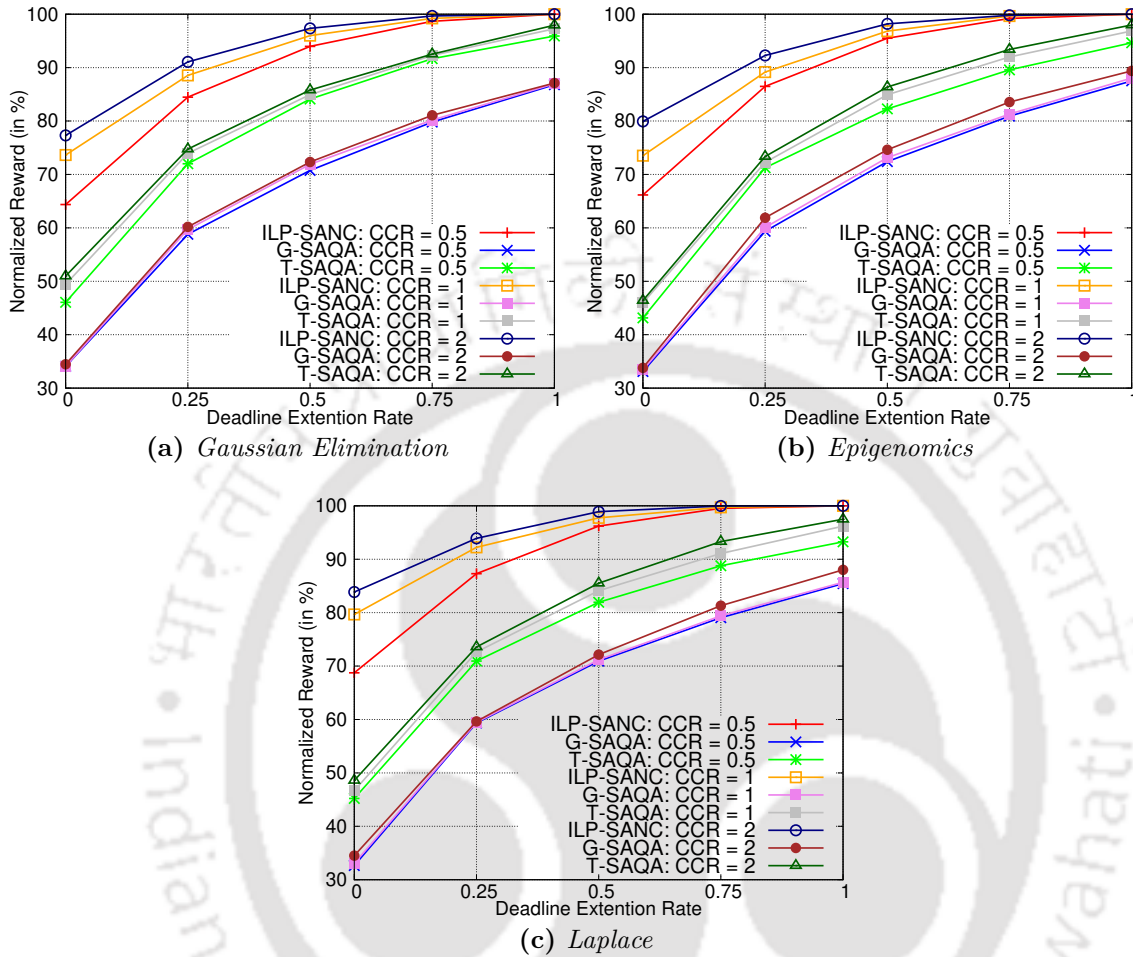 100
90
80
70
60
50
40
30
Normalized Reward (in %)
ILP-SANC: CCR = 0.5
G-SAQA: CCR = 0.5
T-SAQA: CCR = 0.5
ILP-SANC: CCR = 1
G-SAQA: CCR = 1
T-SAQA: CCR = 1
ILP-SANC: CCR = 2
G-SAQA: CCR = 2
T-SAQA: CCR = 2
0 0.25 0.5 0.75 1
Deadline Extention Rate
(a) Gaussian Elimination
100
90
80
70
60
50
40
30
Normalized Reward (in %)
ILP-SANC: CCR = 0.5
G-SAQA: CCR = 0.5
T-SAQA: CCR = 0.5
ILP-SANC: CCR = 1
G-SAQA: CCR = 1
T-SAQA: CCR = 1
ILP-SANC: CCR = 2
G-SAQA: CCR = 2
T-SAQA: CCR = 2
0 0.25 0.5 0.75 1
Deadline Extention Rate
(b) Epigenomics
100
90
80
70
60
50
40
30
Normalized Reward (in %)
ILP-SANC: CCR = 0.5
G-SAQA: CCR = 0.5
T-SAQA: CCR = 0.5
ILP-SANC: CCR = 1
G-SAQA: CCR = 1
T-SAQA: CCR = 1
ILP-SANC: CCR = 2
G-SAQA: CCR = 2
T-SAQA: CCR = 2
0 0.25 0.5 0.75 1
Deadline Extention Rate
(c) Laplace
Indian